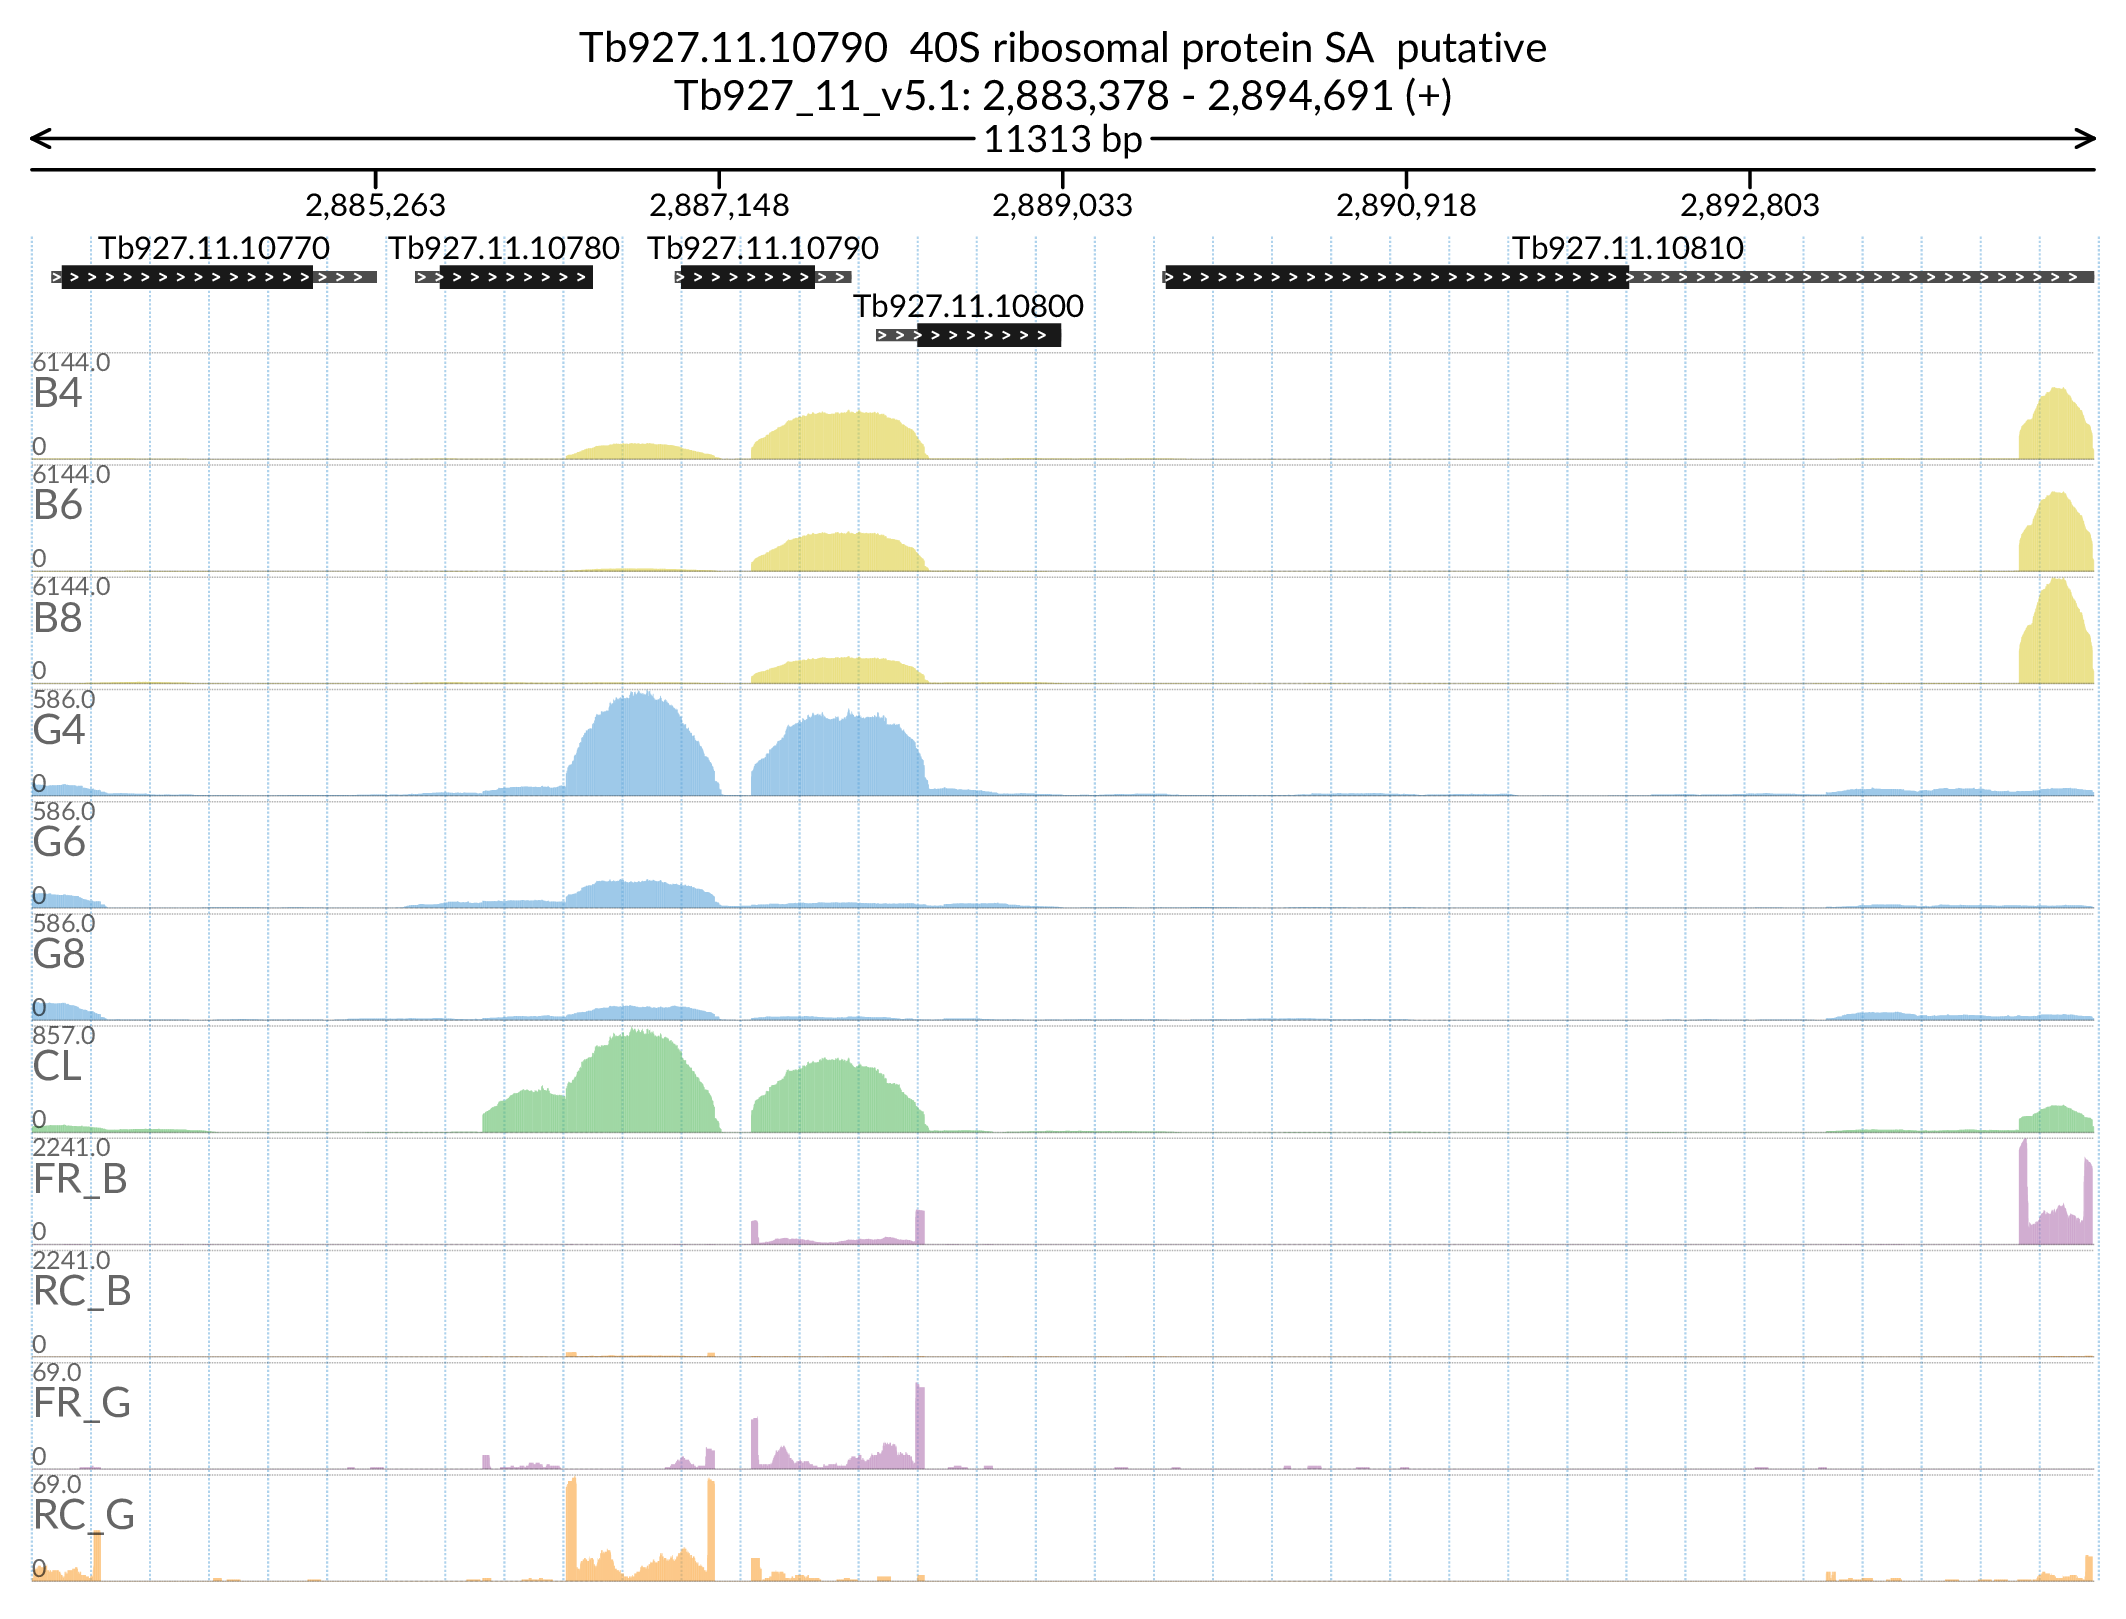 Tb927.11.10790  40S ribosomal protein SA  putative
Tb927_11_v5.1: 2,883,378 - 2,894,691 (+)
11313 bp
2,885,263 2,887,148 2,889,033 2,890,918 2,892,803
Tb927.11.10770 Tb927.11.10780 Tb927.11.10790 Tb927.11.10810
Tb927.11.10800
6144.0
B4
0
6144.0
B6
0
6144.0
B8
0
586.0
G4
0
586.0
G6
0
586.0
G8
0
857.0
CL
0
2241.0
FR_B
0
2241.0
RC_B
0
69.0
FR_G
0
69.0
RC_G
0